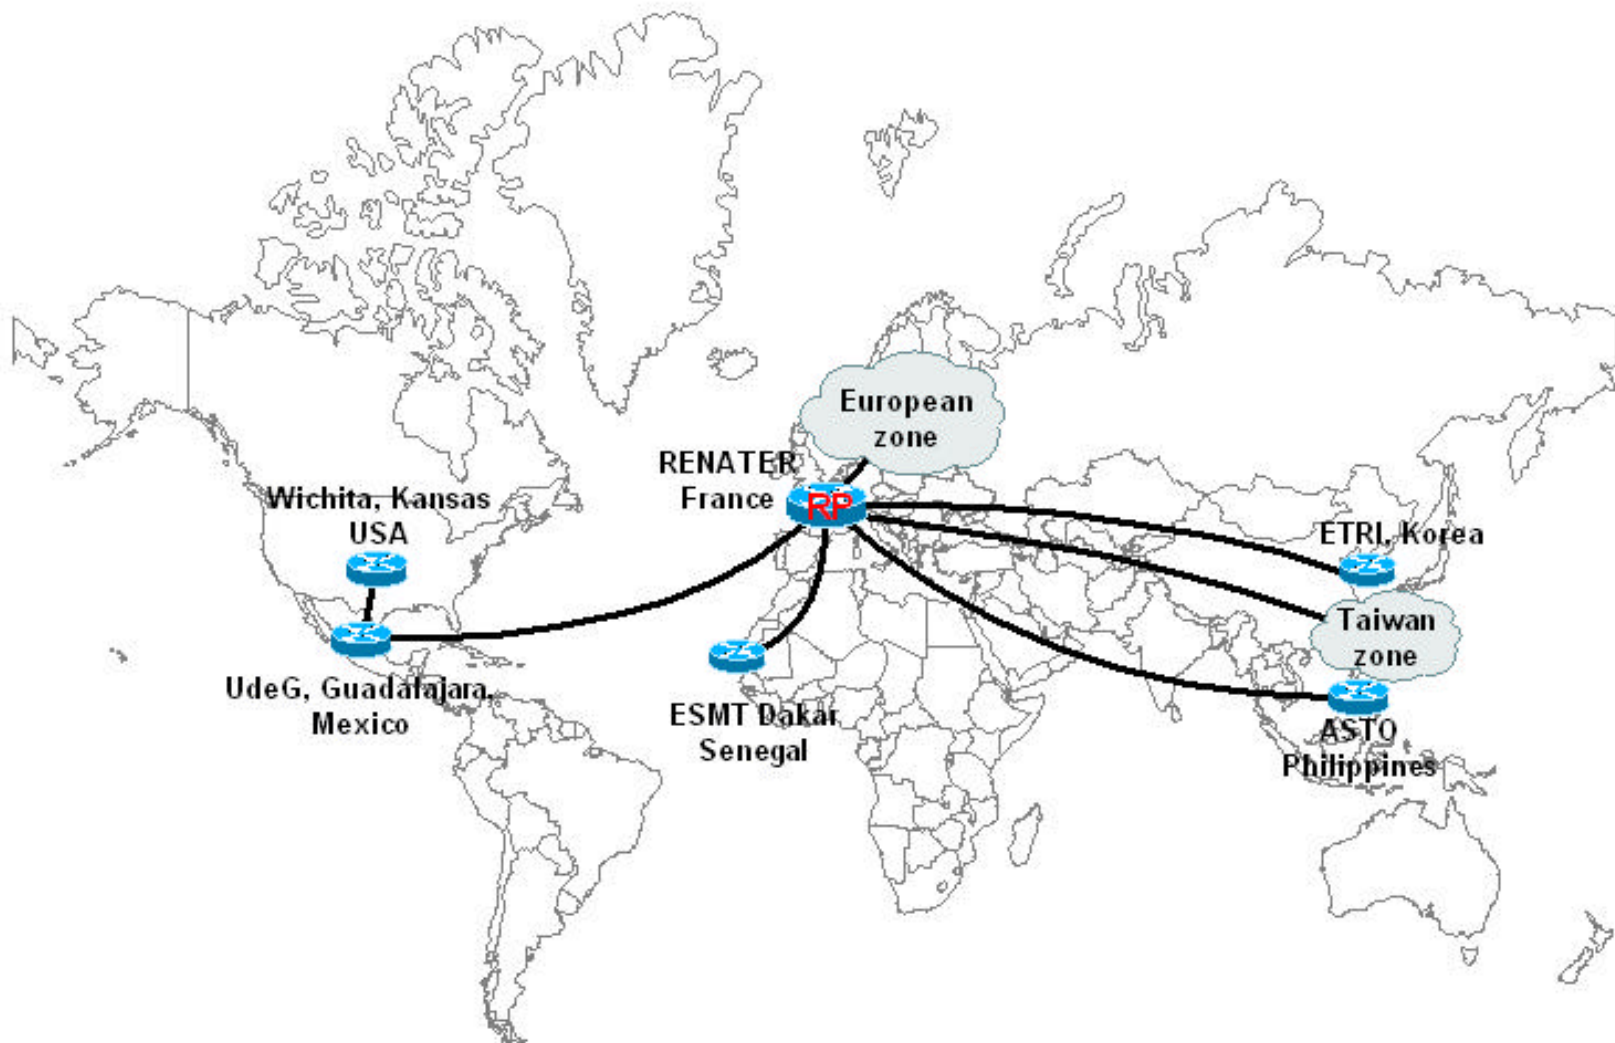 European
zone
RENATER
France
RP
Wichita, Kansas
USA
ETRI, Korea
Taiwan
zone
UdeG, Guadalajara,
Mexico
ESMT Dakar
Senegal
ASTO
Philippines